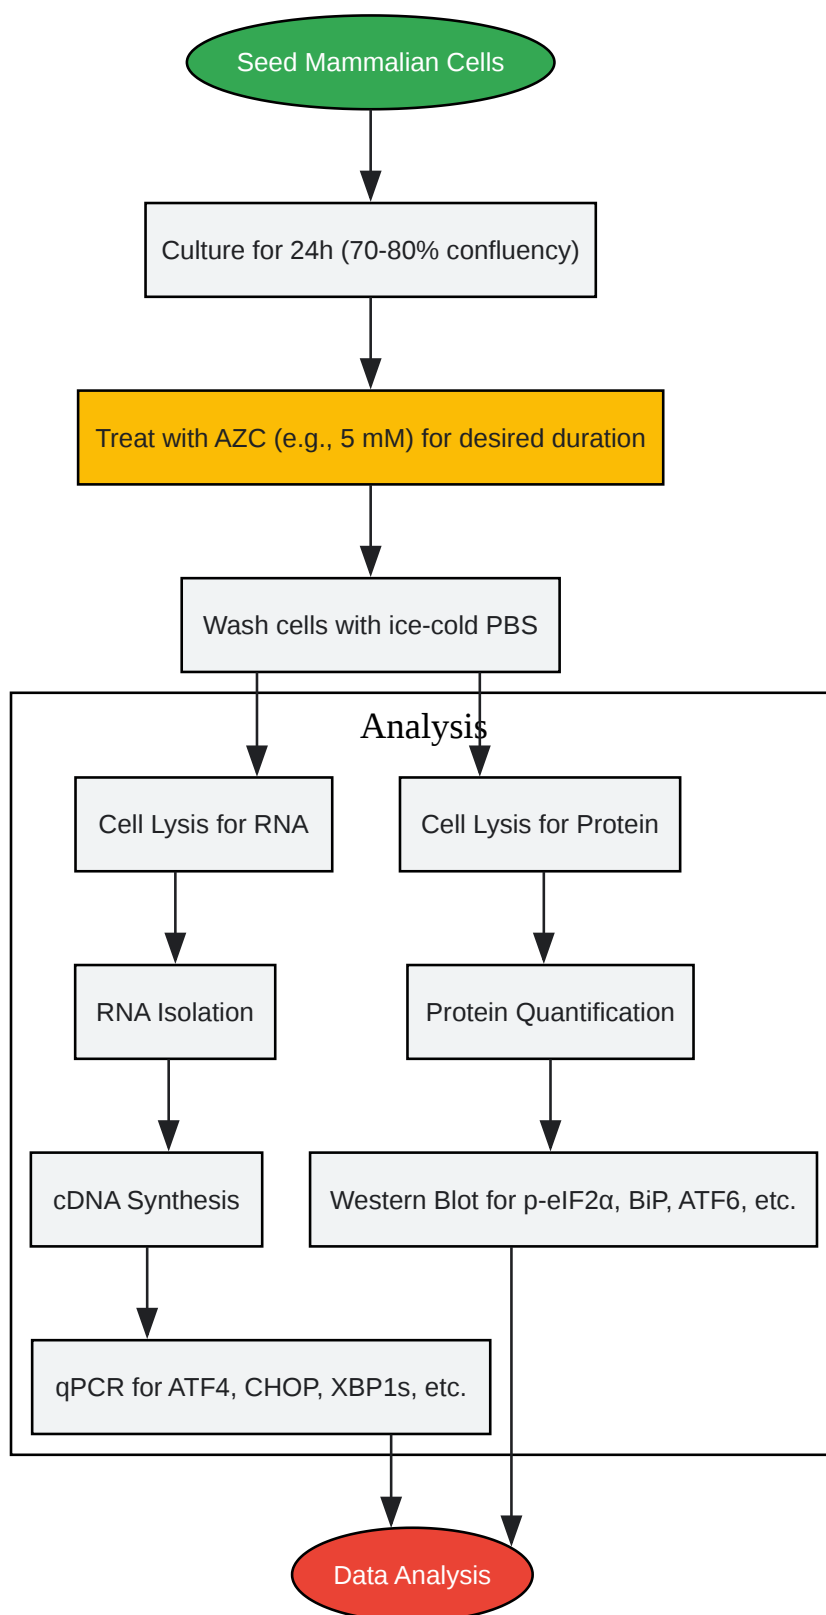 Seed Mammalian Cells
Culture for 24h (70-80% confluency)
Treat with AZC (e.g., 5 mM) for desired duration
Wash cells with ice-cold PBS
Analysis
Cell Lysis for RNA
Cell Lysis for Protein
RNA Isolation
Protein Quantification
cDNA Synthesis
Western Blot for p-eIF2α, BiP, ATF6, etc.
qPCR for ATF4, CHOP, XBP1s, etc.
Data Analysis